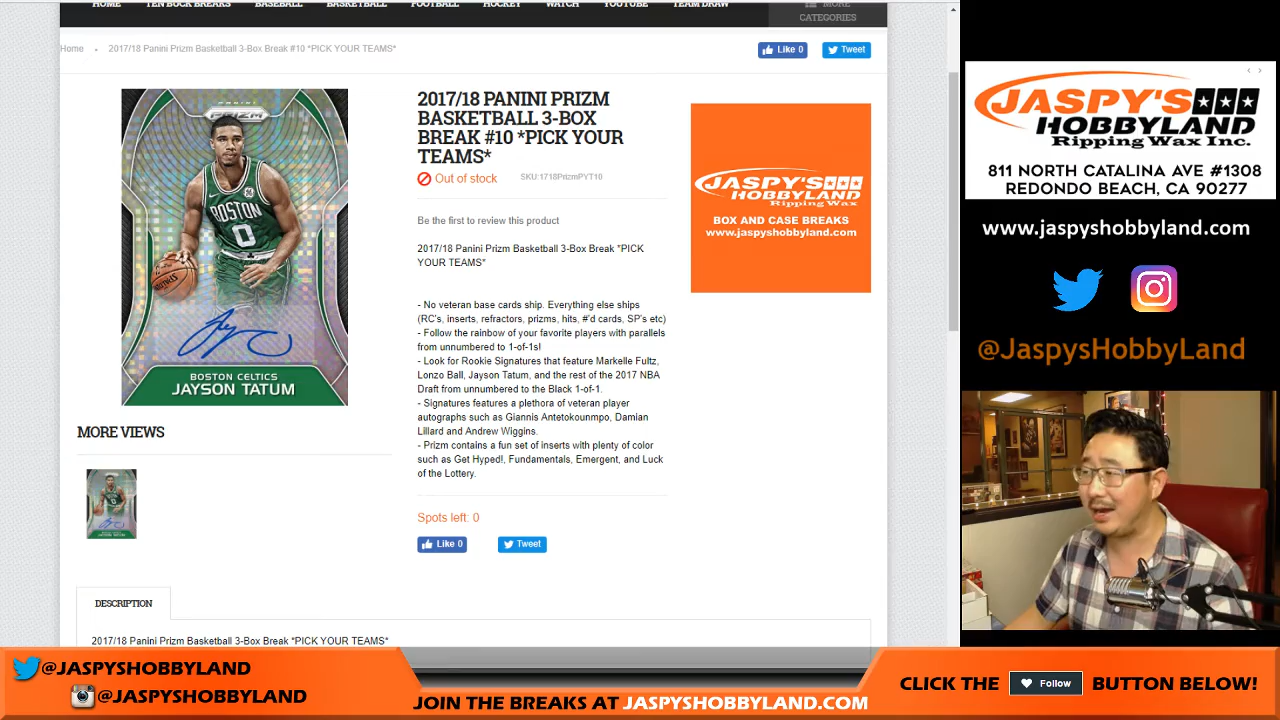 HOME
TEN BUCK BREAKS
BASEBALL
BASKETBALL
FOOTBALL
HOCKEY
WATCH
YOUTUBE
TEAM DRAW
MORE
CATEGORIES
Home
2017/18 Panini Prizm Basketball 3-Box Break #10 *PICK YOUR TEAMS*
Like 0
Tweet
PANINI
PRIZM
BOSTON
0
BOSTON CELTICS
JAYSON TATUM
MORE VIEWS
2017/18 PANINI PRIZM
BASKETBALL 3-BOX
BREAK #10 *PICK YOUR
TEAMS*
Out of stock
SKU:1718PrizmPYT10
Be the first to review this product
2017/18 Panini Prizm Basketball 3-Box Break *PICK
YOUR TEAMS*
- No veteran base cards ship. Everything else ships
(RC's, inserts, refractors, prizms, hits, #'d cards, SP's etc)
- Follow the rainbow of your favorite players with parallels
from unnumbered to 1-of-1s!
- Look for Rookie Signatures that feature Markelle Fultz,
Lonzo Ball, Jayson Tatum, and the rest of the 2017 NBA
Draft from unnumbered to the Black 1-of-1.
- Signatures features a plethora of veteran player
autographs such as Giannis Antetokounmpo, Damian
Lillard and Andrew Wiggins.
- Prizm contains a fun set of inserts with plenty of color
such as Get Hyped!, Fundamentals, Emergent, and Luck
of the Lottery.
Spots left: 0
Like 0
Tweet
JASPY'S
HOBBYLAND
Ripping Wax
BOX AND CASE BREAKS
www.jaspyshobbyland.com
DESCRIPTION
2017/18 Panini Prizm Basketball 3-Box Break *PICK YOUR TEAMS*
JASPY'S
HOBBYLAND
Ripping Wax Inc.
811 NORTH CATALINA AVE #1308
REDONDO BEACH, CA 90277
www.jaspyshobbyland.com
@JaspysHobbyLand
@JASPYSHOBBYLAND
@JASPYSHOBBYLAND
JOIN THE BREAKS AT JASPYSHOBBYLAND.COM
CLICK THE
Follow
BUTTON BELOW!